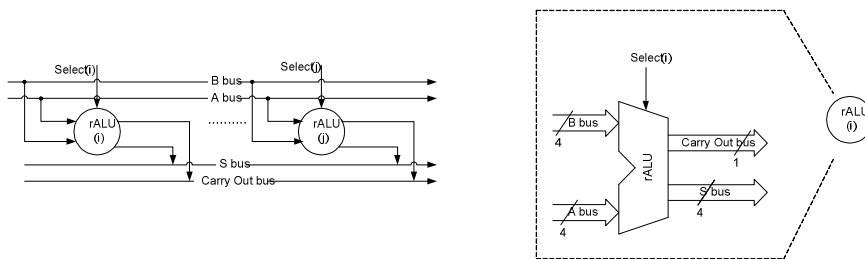 Select(i)
Select(j)
B bus
A bus
rALU
(i)
..........
rALU
(j)
S bus
Carry Out bus
Select(i)
B bus
4
Carry Out bus
1
rALU
S bus
4
A bus
4
rALU
(i)